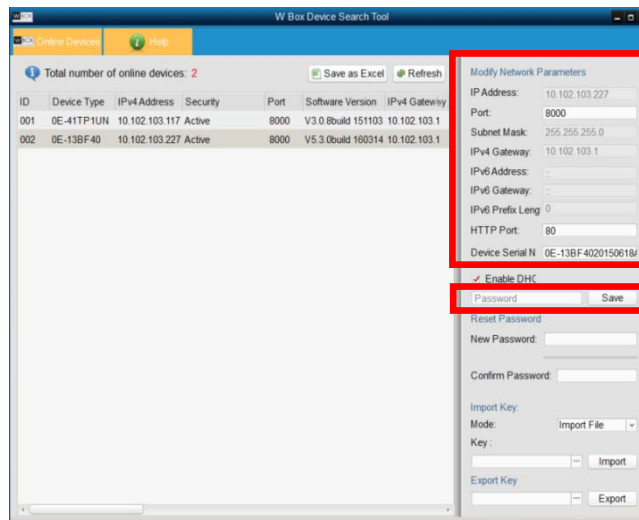 W Box Device Search Tool
Online Devices
Help
Total number of online devices: 2
Save as Excel
Refresh
ID Device Type IPv4 Address Security Port Software Version IPv4 Gateway
001 0E-41TP1UN 10.102.103.117 Active 8000 V3.0.8build 151103 10.102.103.1
002 0E-13BF40 10.102.103.227 Active 8000 V5.3.0build 160314 10.102.103.1
Modify Network Parameters
IP Address: 10.102.103.227
Port: 8000
Subnet Mask: 255.255.255.0
IPv4 Gateway: 10.102.103.1
IPv6 Address: ::
IPv6 Gateway: ::
IPv6 Prefix Leng 0
HTTP Port: 80
Device Serial N 0E-13BF4020150618A
Enable DHC
Password Save
Reset Password
New Password:
Confirm Password:
Import Key:
Mode: Import File
Key :
... Import
Export Key
... Export